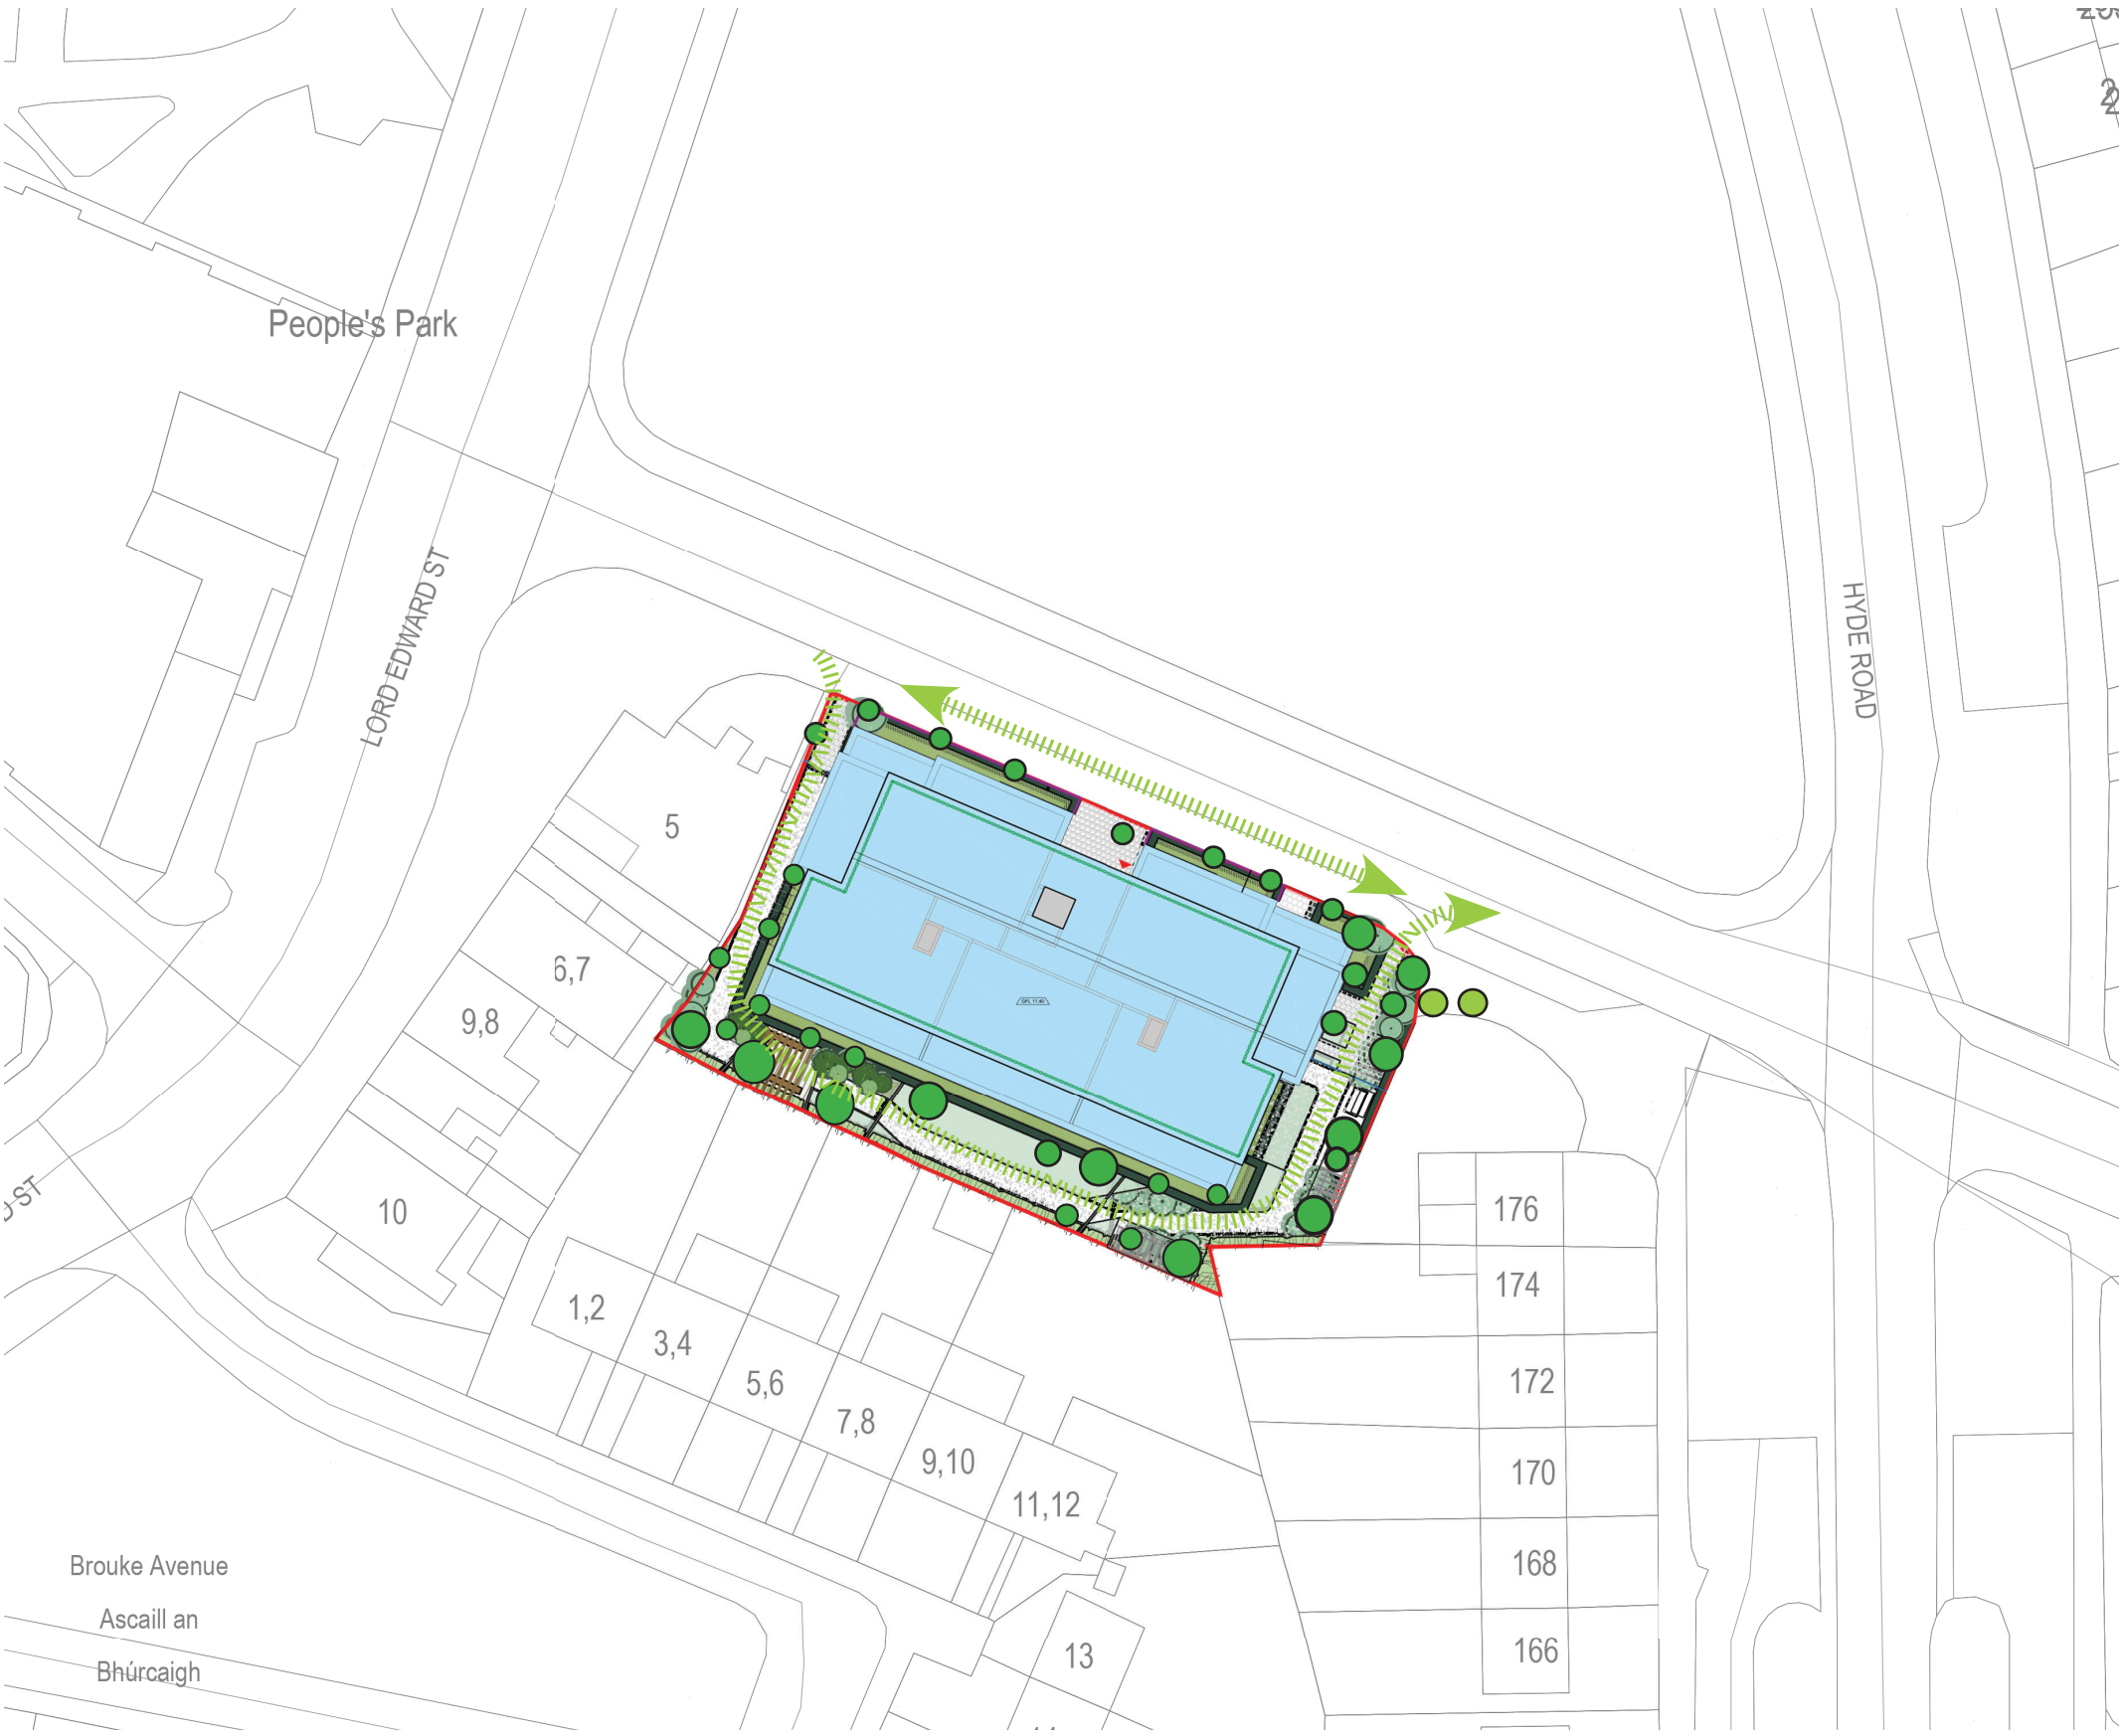 People's Park
LORD EDWARD ST
HYDE ROAD
5
6,7
9,8
10
1,2
3,4
5,6
7,8
9,10
11,12
13
176
174
172
170
168
166
Brouke Avenue
Ascaill an
Bhúrcaigh